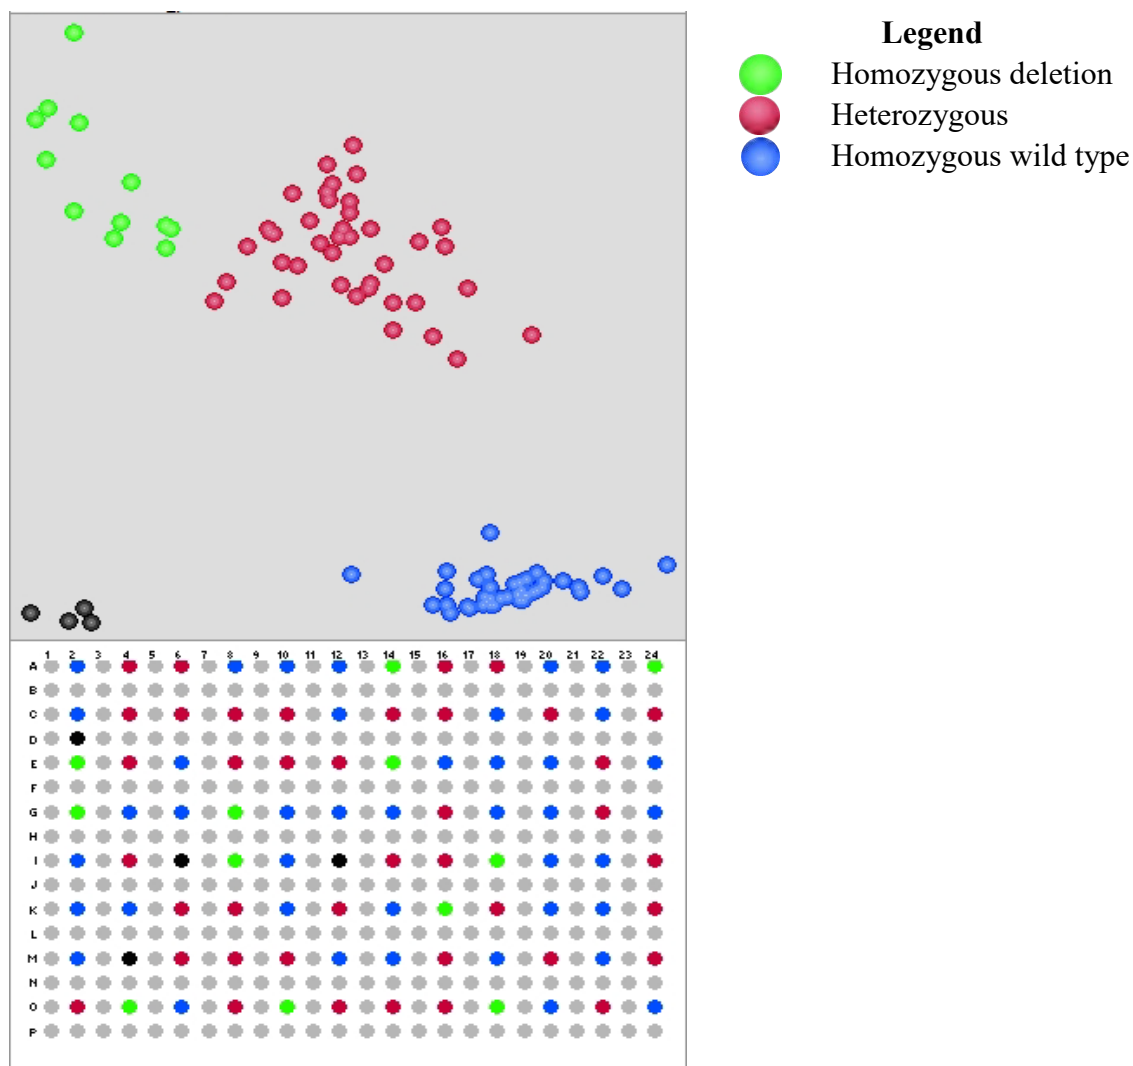 Legend
Homozygous deletion
Heterozygous
Homozygous wild type
1 2 3 4 5 6 7 8 9 10 11 12 13 14 15 16 17 18 19 20 21 22 23 24
A
B
C
D
E
F
G
H
I
J
K
L
M
N
O
P